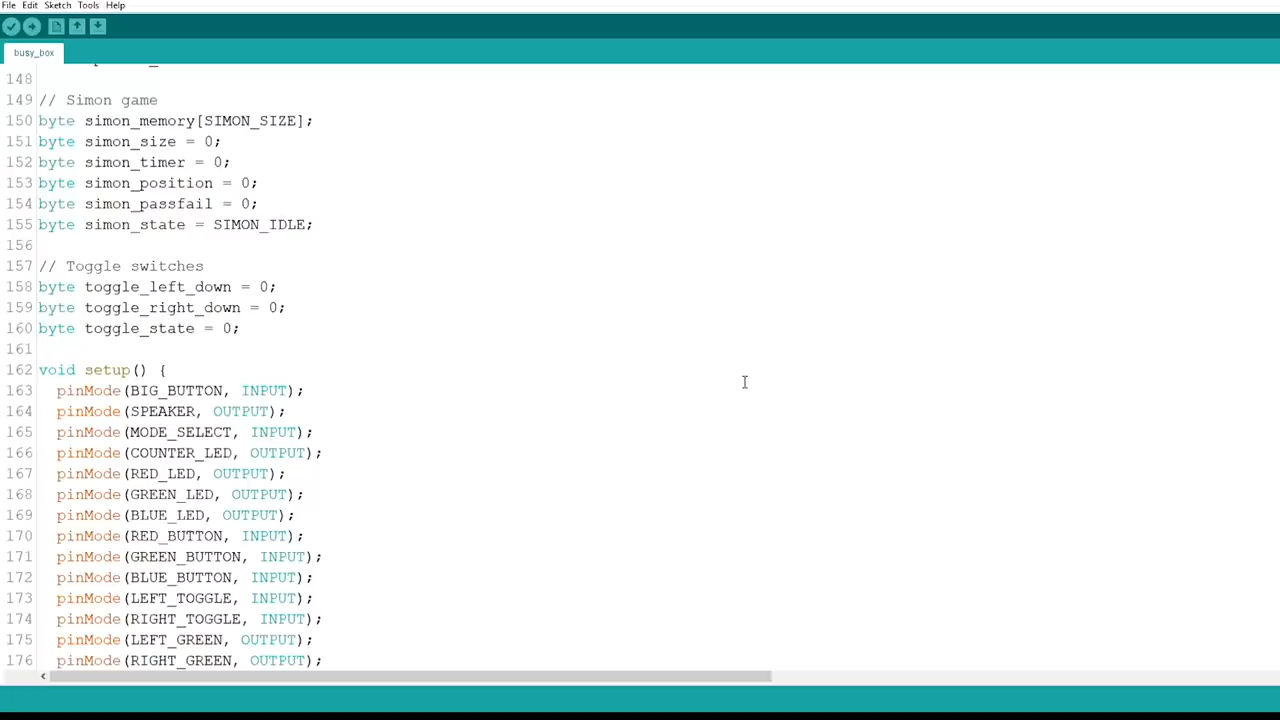 File Edit Sketch Tools Help
busy_box
148
149 // Simon game
150 byte simon_memory[SIMON_SIZE];
151 byte simon_size = 0;
152 byte simon_timer = 0;
153 byte simon_position = 0;
154 byte simon_passfail = 0;
155 byte simon_state = SIMON_IDLE;
156
157 // Toggle switches
158 byte toggle_left_down = 0;
159 byte toggle_right_down = 0;
160 byte toggle_state = 0;
161
162 void setup() {
163 pinMode(BIG_BUTTON, INPUT);
164 pinMode(SPEAKER, OUTPUT);
165 pinMode(MODE_SELECT, INPUT);
166 pinMode(COUNTER_LED, OUTPUT);
167 pinMode(RED_LED, OUTPUT);
168 pinMode(GREEN_LED, OUTPUT);
169 pinMode(BLUE_LED, OUTPUT);
170 pinMode(RED_BUTTON, INPUT);
171 pinMode(GREEN_BUTTON, INPUT);
172 pinMode(BLUE_BUTTON, INPUT);
173 pinMode(LEFT_TOGGLE, INPUT);
174 pinMode(RIGHT_TOGGLE, INPUT);
175 pinMode(LEFT_GREEN, OUTPUT);
176 pinMode(RIGHT_GREEN, OUTPUT);